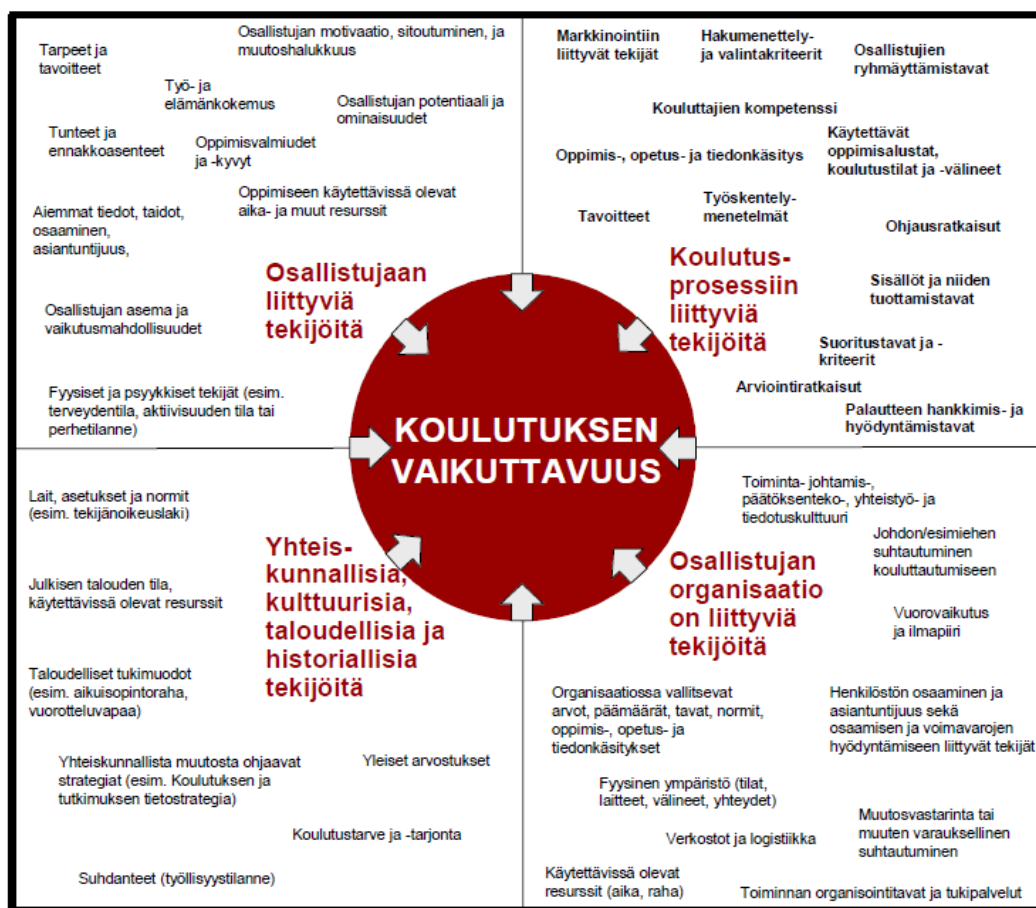 Osallistujan motivaatio, sitoutuminen, ja
muutoshalukkuus
Tarpeet ja
tavoitteet
Työ- ja
elämänkokemus
Osallistujan potentiaali ja
ominaisuudet
Tunteet ja
ennakkoasenteet
Oppimisvalmiudet
ja -kyvyt
Oppimiseen käytettävissä olevat
aika- ja muut resurssit
Aiemmat tiedot, taidot,
osaaminen,
asiantuntijuus,
Osallistujaan
liittyviä
tekijöitä
Osallistujan asema ja
vaikutusmahdollisuudet
Fyysiset ja psyykkiset tekijät (esim.
terveydentila, aktiivisuuden tila tai
perhetilanne)
Markkinointiin
liittyvät tekijät
Hakumenettely-
ja valintakriteerit
Osallistujien
ryhmäyttämistavat
Kouluttajien kompetenssi
Oppimis-, opetus- ja tiedonkäsitys
Käytettävät
oppimisalustat,
koulutustilat ja -välineet
Tavoitteet
Työskentely-
menetelmät
Ohjausratkaisut
Koulutus-
prosessiin
liittyviä
tekijöitä
Sisällöt ja niiden
tuottamistavat
Suoritustavat ja -
kriteerit
Arviointiratkaisut
Palautteen hankkimis- ja
hyödyntämistavat
KOULUTUKSEN
VAIKUTTAVUUS
Lait, asetukset ja normit
(esim. tekijänoikeuslaki)
Yhteis-
kunnallisia,
kulttuurisia,
taloudellisia ja
historiallisia
tekijöitä
Julkisen talouden tila,
käytettävissä olevat resurssit
Taloudelliset tukimuodot
(esim. aikuisopintoraha,
vuorotteluvapaa)
Yhteiskunnallista muutosta ohjaavat
strategiat (esim. Koulutuksen ja
tutkimuksen tietostrategia)
Yleiset arvostukset
Koulutustarve ja -tarjonta
Suhdanteet (työllisyystilanne)
Toiminta- johtamis-,
päätöksenteko-, yhteistyö- ja
tiedotuskulttuuri
Johdon/esimiehen
suhtautuminen
kouluttautumiseen
Osallistujan
organisaatio
on liittyviä
tekijöitä
Vuorovaikutus
ja ilmapiiri
Organisaatiossa vallitsevat
arvot, päämäärät, tavat, normit,
oppimis-, opetus- ja
tiedonkäsitykset
Henkilöstön osaaminen ja
asiantuntijuus sekä
osaamisen ja voimavarojen
hyödyntämiseen liittyvät tekijät
Fyysinen ympäristö (tilat,
laitteet, välineet, yhteydet)
Verkostot ja logistiikka
Muutosvastarinta tai
muuten varauksellinen
suhtautuminen
Käytettävissä olevat
resurssit (aika, raha)
Toiminnan organisointitavat ja tukipalvelut